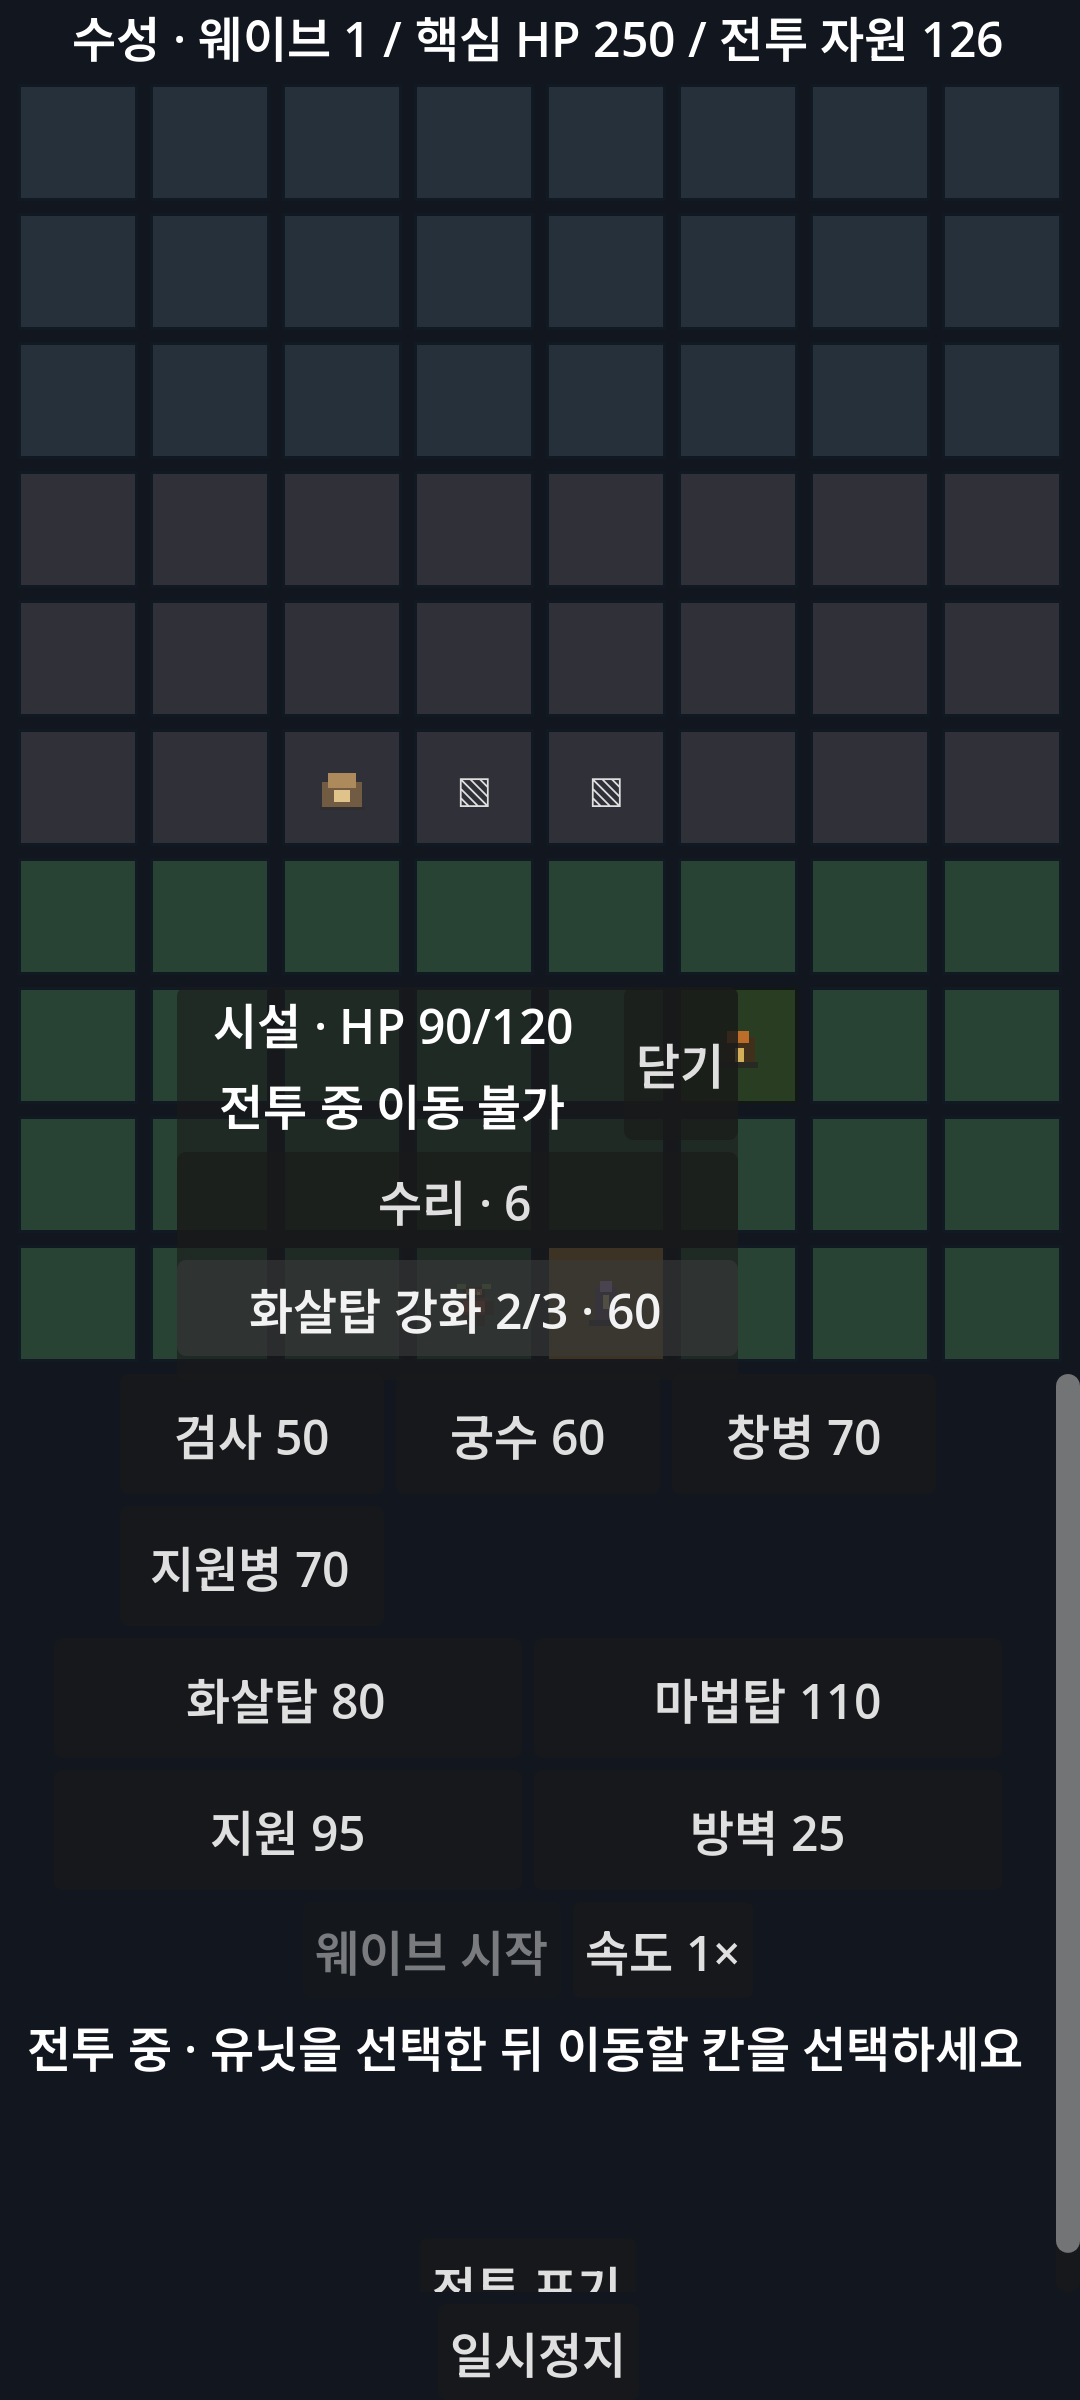 수성 · 웨이브 1 / 핵심 HP 250 / 전투 자원 126
시설 · HP 90/120
전투 중 이동 불가
닫기
수리 · 6
화살탑 강화 2/3 · 60
검사 50
궁수 60
창병 70
지원병 70
화살탑 80
마법탑 110
지원 95
방벽 25
웨이브 시작
속도 1×
전투 중 · 유닛을 선택한 뒤 이동할 칸을 선택하세요
일시정지